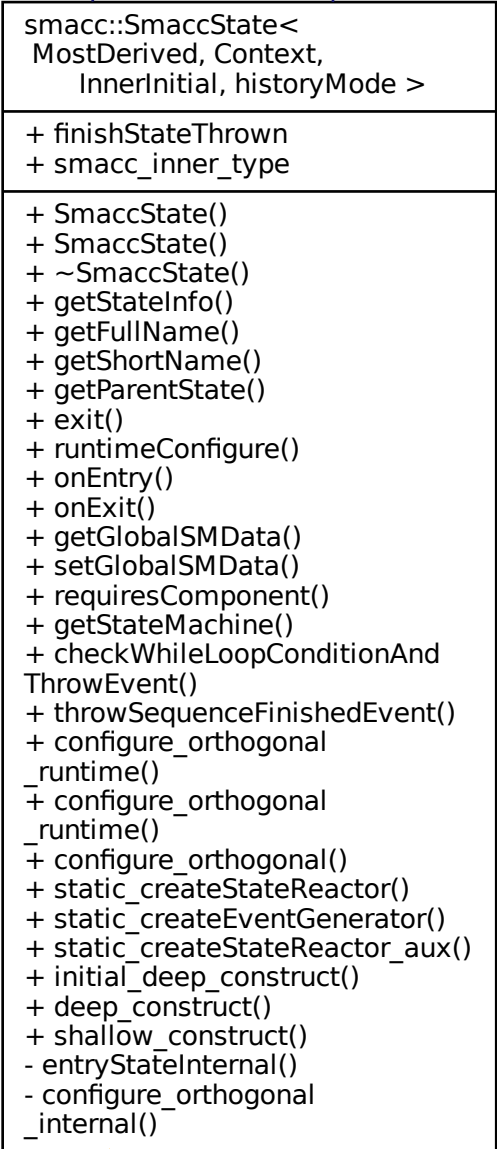 smacc::SmaccState<
MostDerived, Context,
InnerInitial, historyMode >
+ finishStateThrown
+ smacc_inner_type
+ SmaccState()
+ SmaccState()
+ ~SmaccState()
+ getStateInfo()
+ getFullName()
+ getShortName()
+ getParentState()
+ exit()
+ runtimeConfigure()
+ onEntry()
+ onExit()
+ getGlobalSMData()
+ setGlobalSMData()
+ requiresComponent()
+ getStateMachine()
+ checkWhileLoopConditionAnd
ThrowEvent()
+ throwSequenceFinishedEvent()
+ configure_orthogonal
_runtime()
+ configure_orthogonal
_runtime()
+ configure_orthogonal()
+ static_createStateReactor()
+ static_createEventGenerator()
+ static_createStateReactor_aux()
+ initial_deep_construct()
+ deep_construct()
+ shallow_construct()
- entryStateInternal()
- configure_orthogonal
_internal()